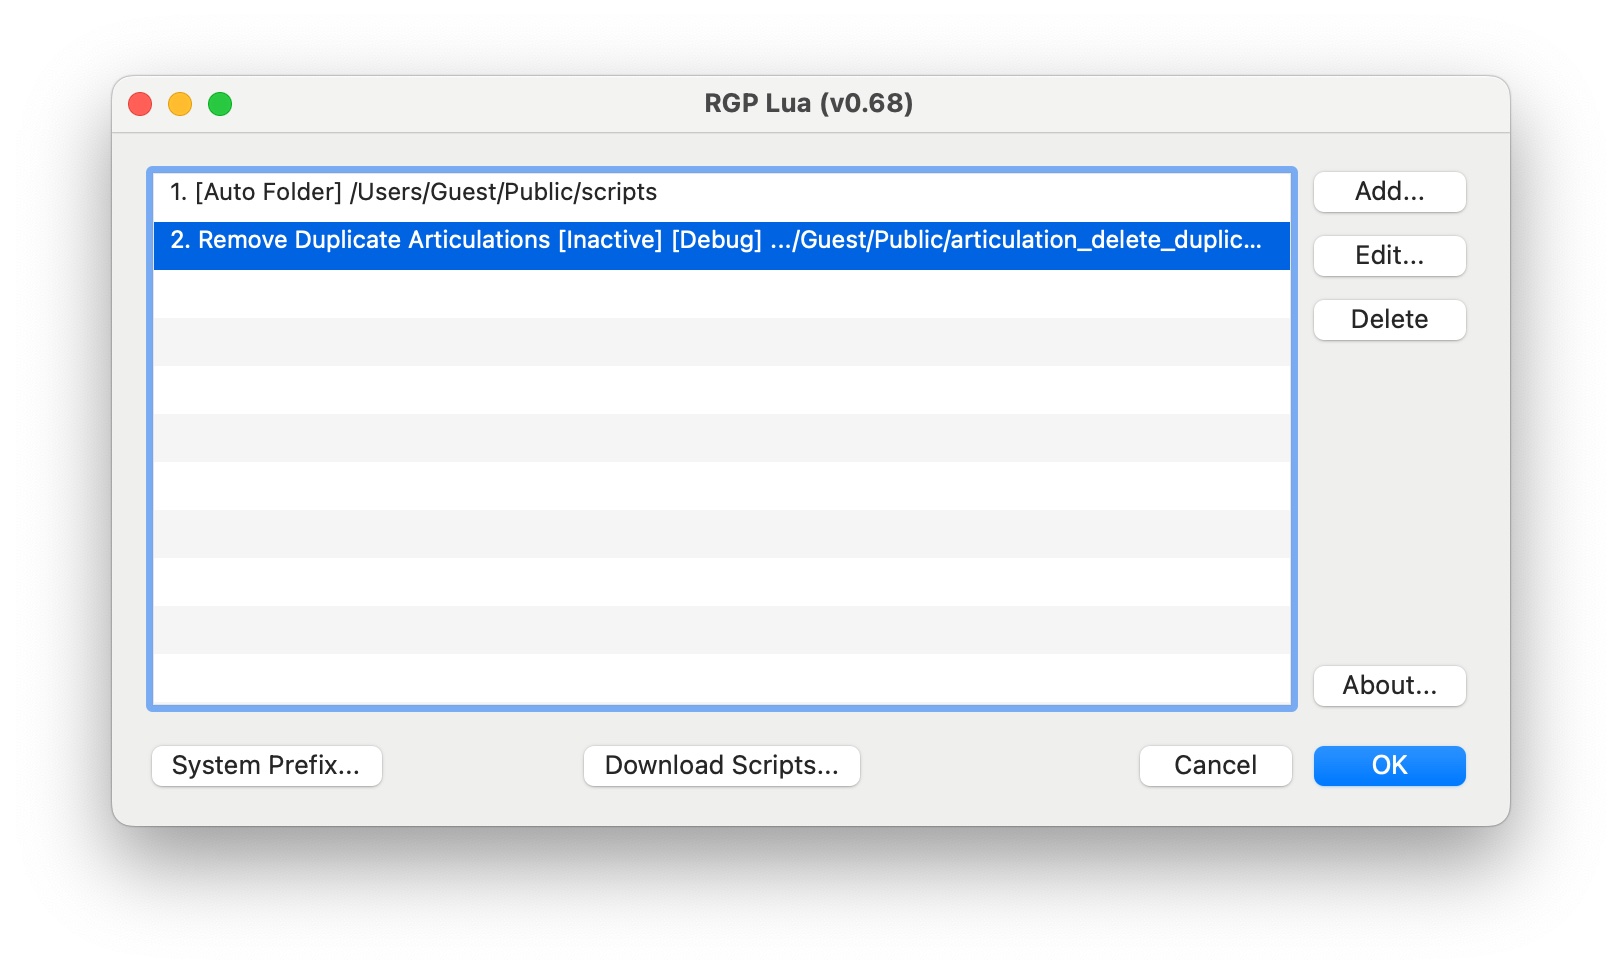 RGP Lua (v0.68)
1. [Auto Folder] /Users/Guest/Public/scripts
2. Remove Duplicate Articulations [Inactive] [Debug] .../Guest/Public/articulation_delete_duplic...
Add...
Edit...
Delete
About...
System Prefix...
Download Scripts...
Cancel
OK